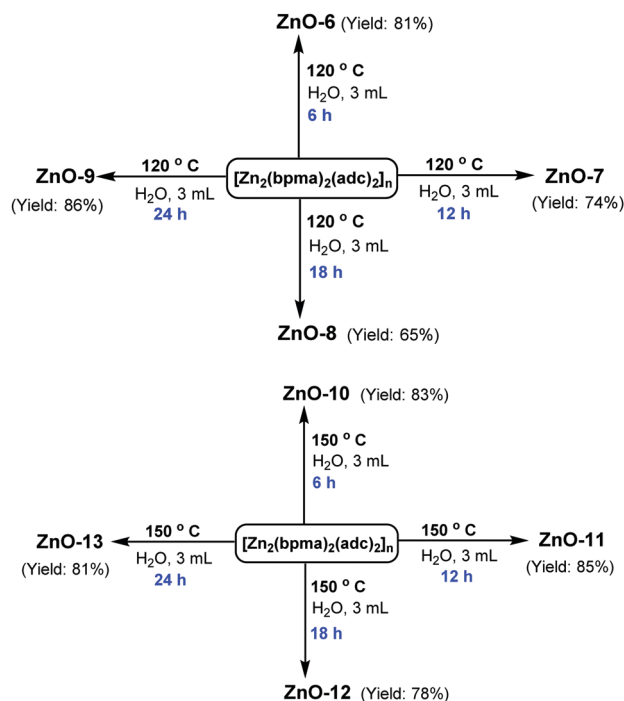 ZnO-6 (Yield: 81%)
120 °C
H₂O, 3 mL
6 h
ZnO-9
(Yield: 86%)
120 °C
H₂O, 3 mL
24 h
[Zn₂(bpma)₂(adc)₂]ₙ
120 °C
H₂O, 3 mL
12 h
ZnO-7
(Yield: 74%)
120 °C
H₂O, 3 mL
18 h
ZnO-8 (Yield: 65%)
ZnO-10 (Yield: 83%)
150 °C
H₂O, 3 mL
6 h
ZnO-13
(Yield: 81%)
150 °C
H₂O, 3 mL
24 h
[Zn₂(bpma)₂(adc)₂]ₙ
150 °C
H₂O, 3 mL
12 h
ZnO-11
(Yield: 85%)
150 °C
H₂O, 3 mL
18 h
ZnO-12 (Yield: 78%)